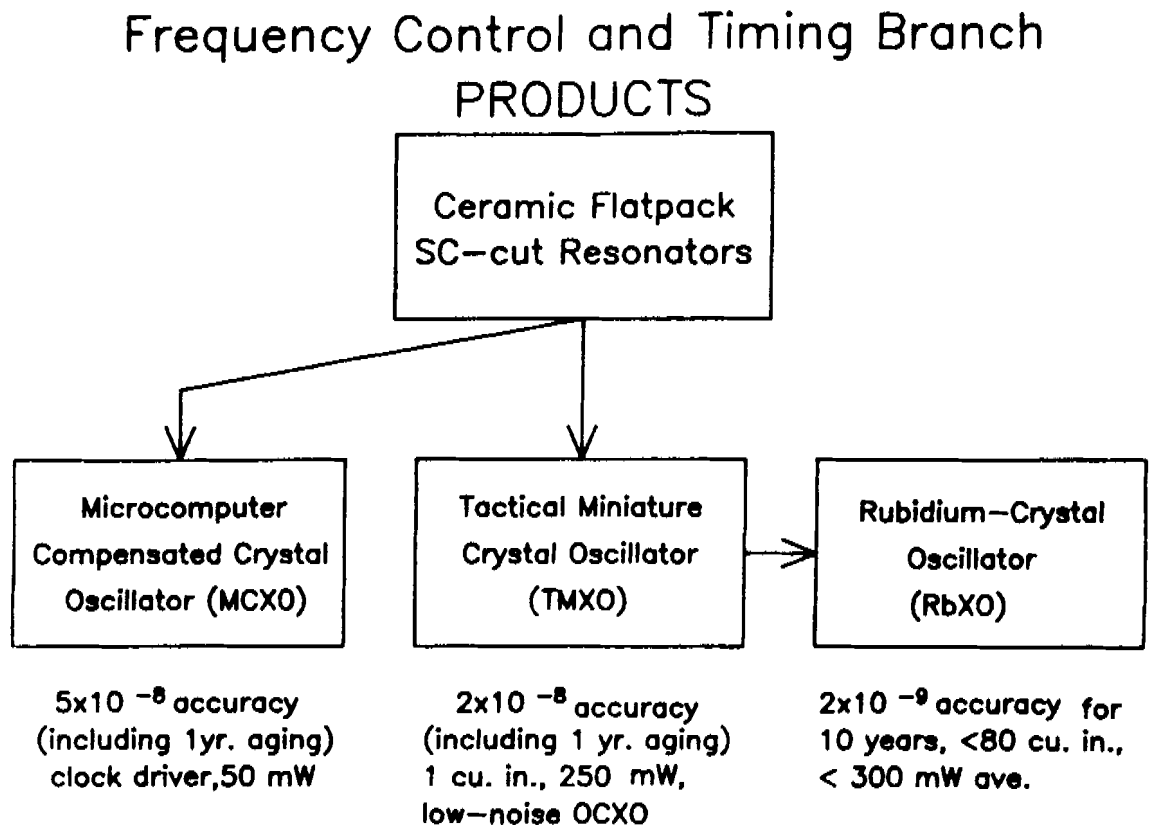 Frequency Control and Timing Branch
PRODUCTS
Ceramic Flatpack
SC-cut Resonators
Microcomputer
Compensated Crystal
Oscillator (MCXO)
Tactical Miniature
Crystal Oscillator
(TMXO)
Rubidium-Crystal
Oscillator
(RbXO)
5x10 ⁻⁸ accuracy
(including 1yr. aging)
clock driver,50 mW
2x10 ⁻⁸ accuracy
(including 1 yr. aging)
1 cu. in., 250 mW,
low-noise OCXO
2x10 ⁻⁹ accuracy for
10 years, <80 cu. in.,
< 300 mW ave.